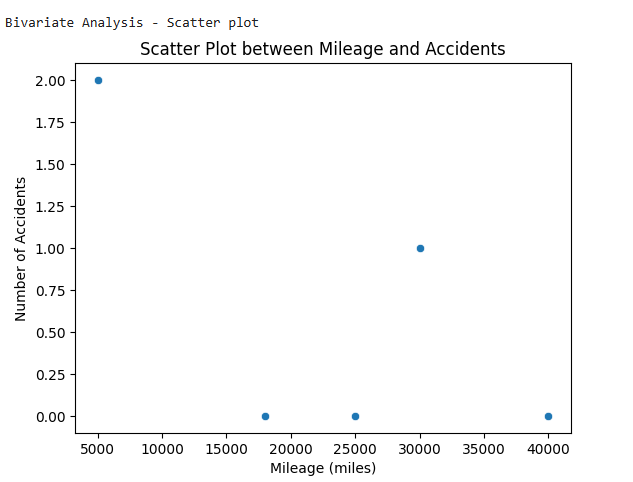 Bivariate Analysis - Scatter plot
Scatter Plot between Mileage and Accidents
2.00
1.75
1.50
1.25
1.00
0.75
0.50
0.25
0.00
Number of Accidents
5000 10000 15000 20000 25000 30000 35000 40000
Mileage (miles)